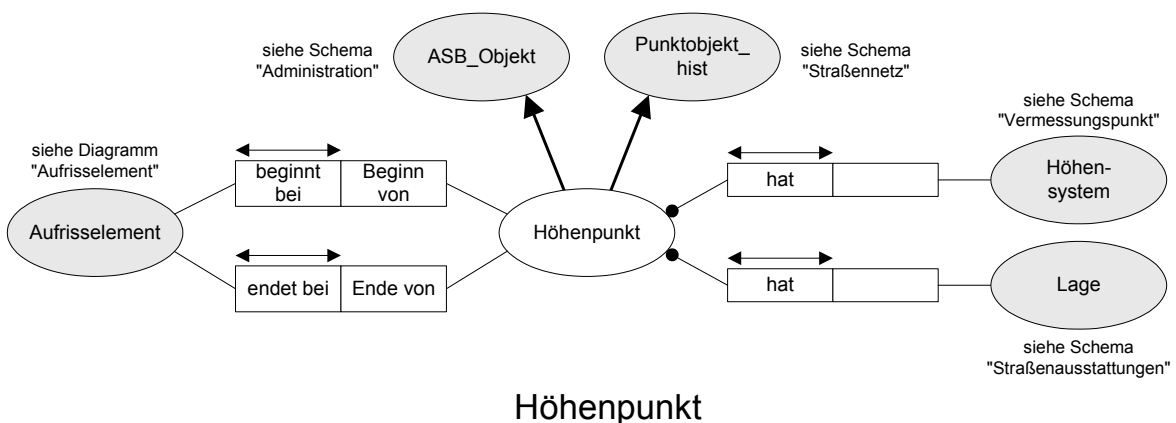 siehe Schema
"Administration"
ASB_Objekt
Punktobjekt_
hist
siehe Schema
"Straßennetz"
siehe Schema
"Vermessungspunkt"
siehe Diagramm
"Aufrisselement"
beginnt
bei
Beginn
von
hat
Höhen-
system
Aufrisselement
Höhenpunkt
endet bei
Ende von
hat
Lage
siehe Schema
"Straßenausstattungen"
Höhenpunkt